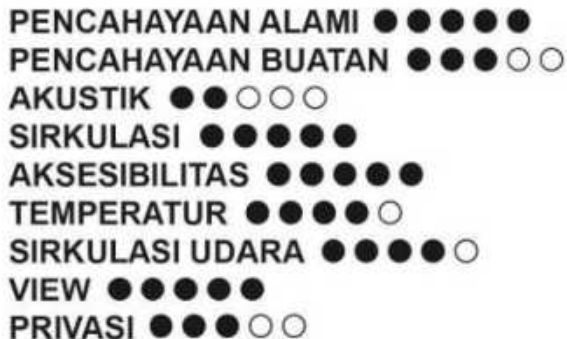 PENCAHAYAAN ALAMI ●●●●●
PENCAHAYAAN BUATAN ●●●○○
AKUSTIK ●●○○○
SIRKULASI ●●●●●
AKSESIBILITAS ●●●●●
TEMPERATUR ●●●●○
SIRKULASI UDARA ●●●●○
VIEW ●●●●●
PRIVASI ●●●○○